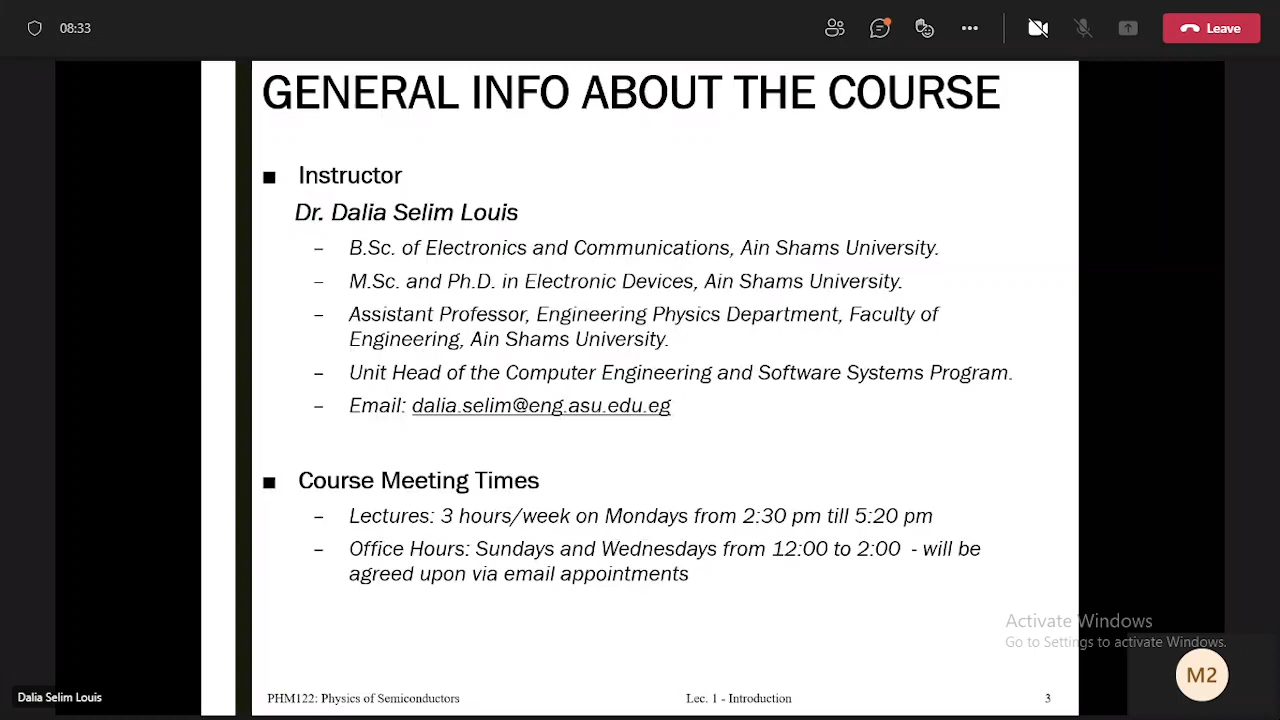 08:33
Leave
GENERAL INFO ABOUT THE COURSE
■ Instructor
Dr. Dalia Selim Louis
– B.Sc. of Electronics and Communications, Ain Shams University.
– M.Sc. and Ph.D. in Electronic Devices, Ain Shams University.
– Assistant Professor, Engineering Physics Department, Faculty of
Engineering, Ain Shams University.
– Unit Head of the Computer Engineering and Software Systems Program.
– Email: dalia.selim@eng.asu.edu.eg
■ Course Meeting Times
– Lectures: 3 hours/week on Mondays from 2:30 pm till 5:20 pm
– Office Hours: Sundays and Wednesdays from 12:00 to 2:00 - will be
agreed upon via email appointments
Activate Windows
Go to Settings to activate Windows.
M2
Dalia Selim Louis
PHM122: Physics of Semiconductors
Lec. 1 - Introduction
3